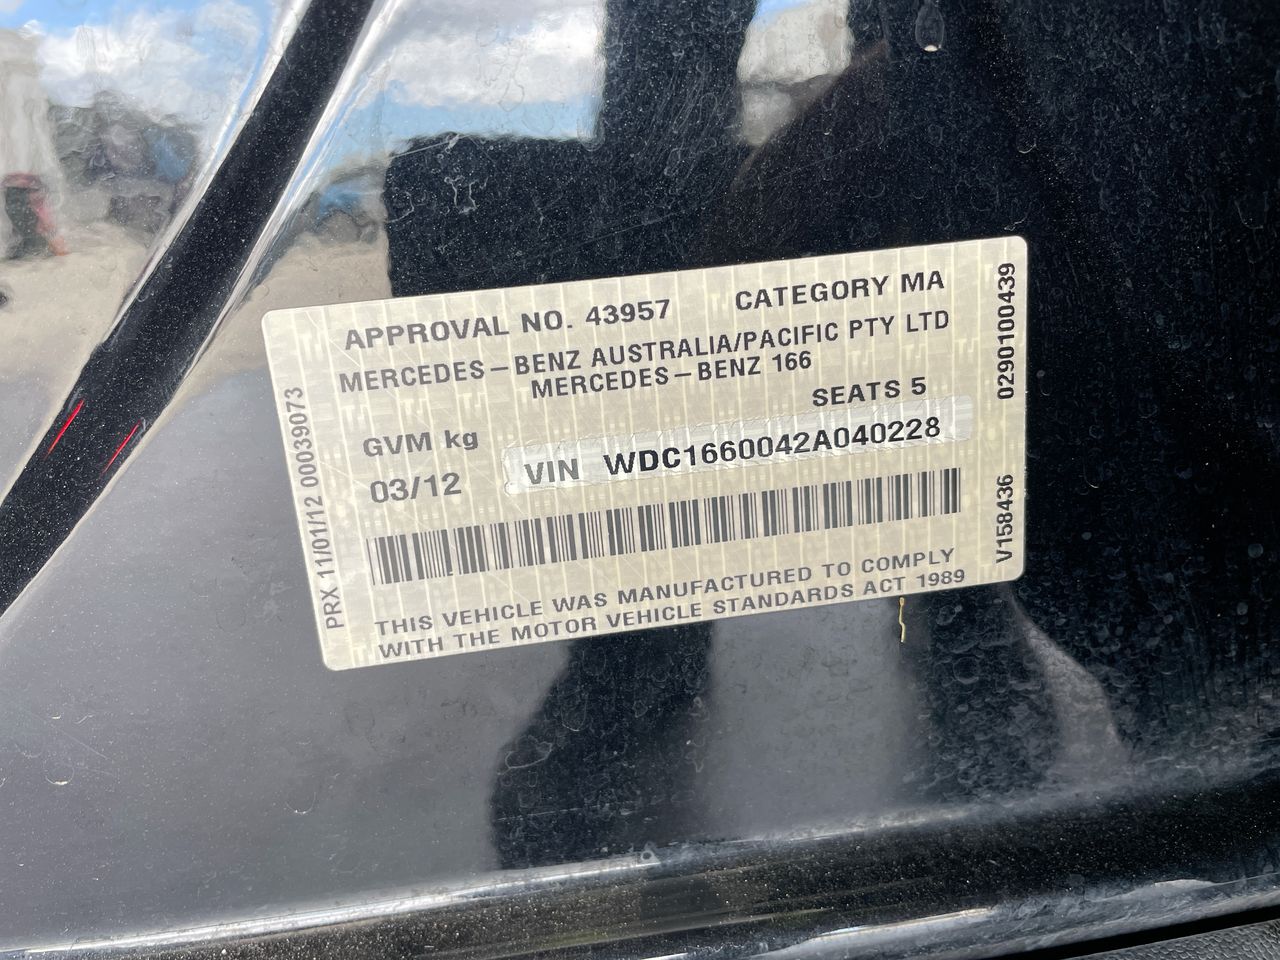 APPROVAL NO. 43957 CATEGORY MA
MERCEDES-BENZ AUSTRALIA/PACIFIC PTY LTD
MERCEDES-BENZ 166
SEATS 5
GVM kg
03/12 VIN WDC1660042A040228
THIS VEHICLE WAS MANUFACTURED TO COMPLY
WITH THE MOTOR VEHICLE STANDARDS ACT 1989
PRX 11/01/12 00039073
0290100439
V158436